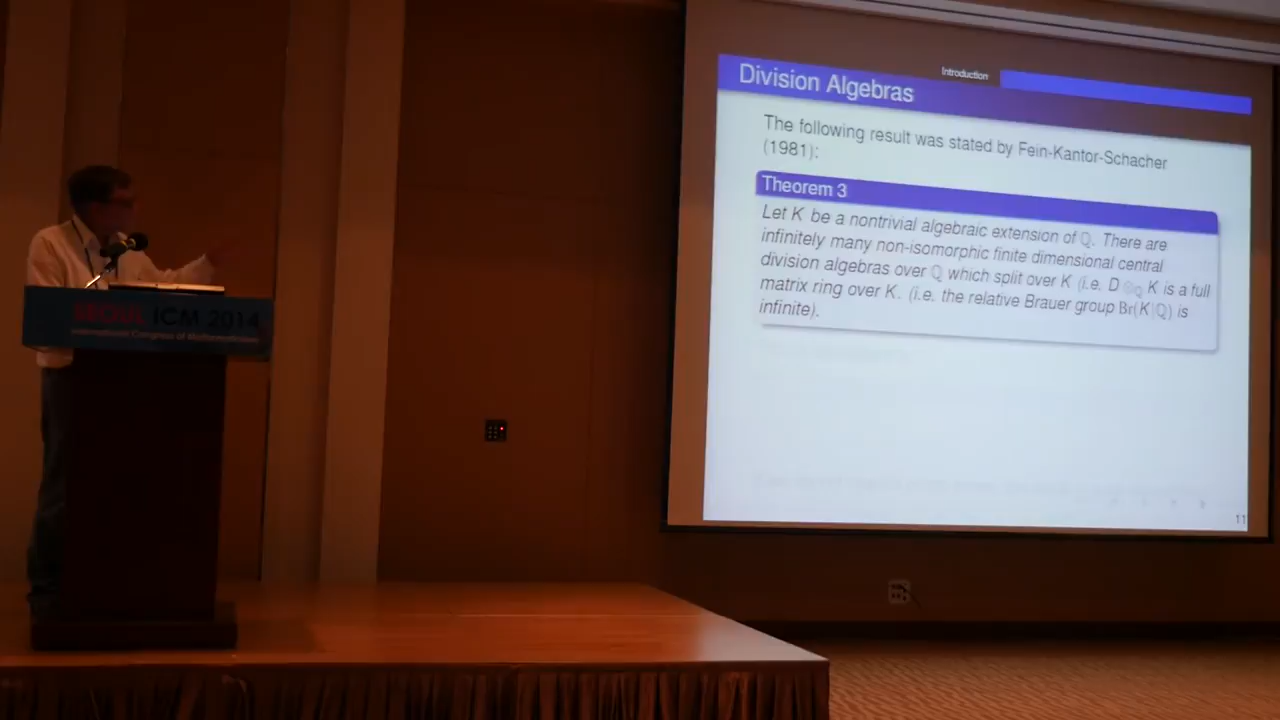 Introduction
Division Algebras
The following result was stated by Fein-Kantor-Schacher
(1981):
Theorem 3
Let K be a nontrivial algebraic extension of ℚ. There are
infinitely many non-isomorphic finite dimensional central
division algebras over ℚ which split over K (i.e. D ⊗ℚ K is a full
matrix ring over K. (i.e. the relative Brauer group Br(K|ℚ) is
infinite).
11
SEOUL ICM 2014
International Congress of Mathematicians